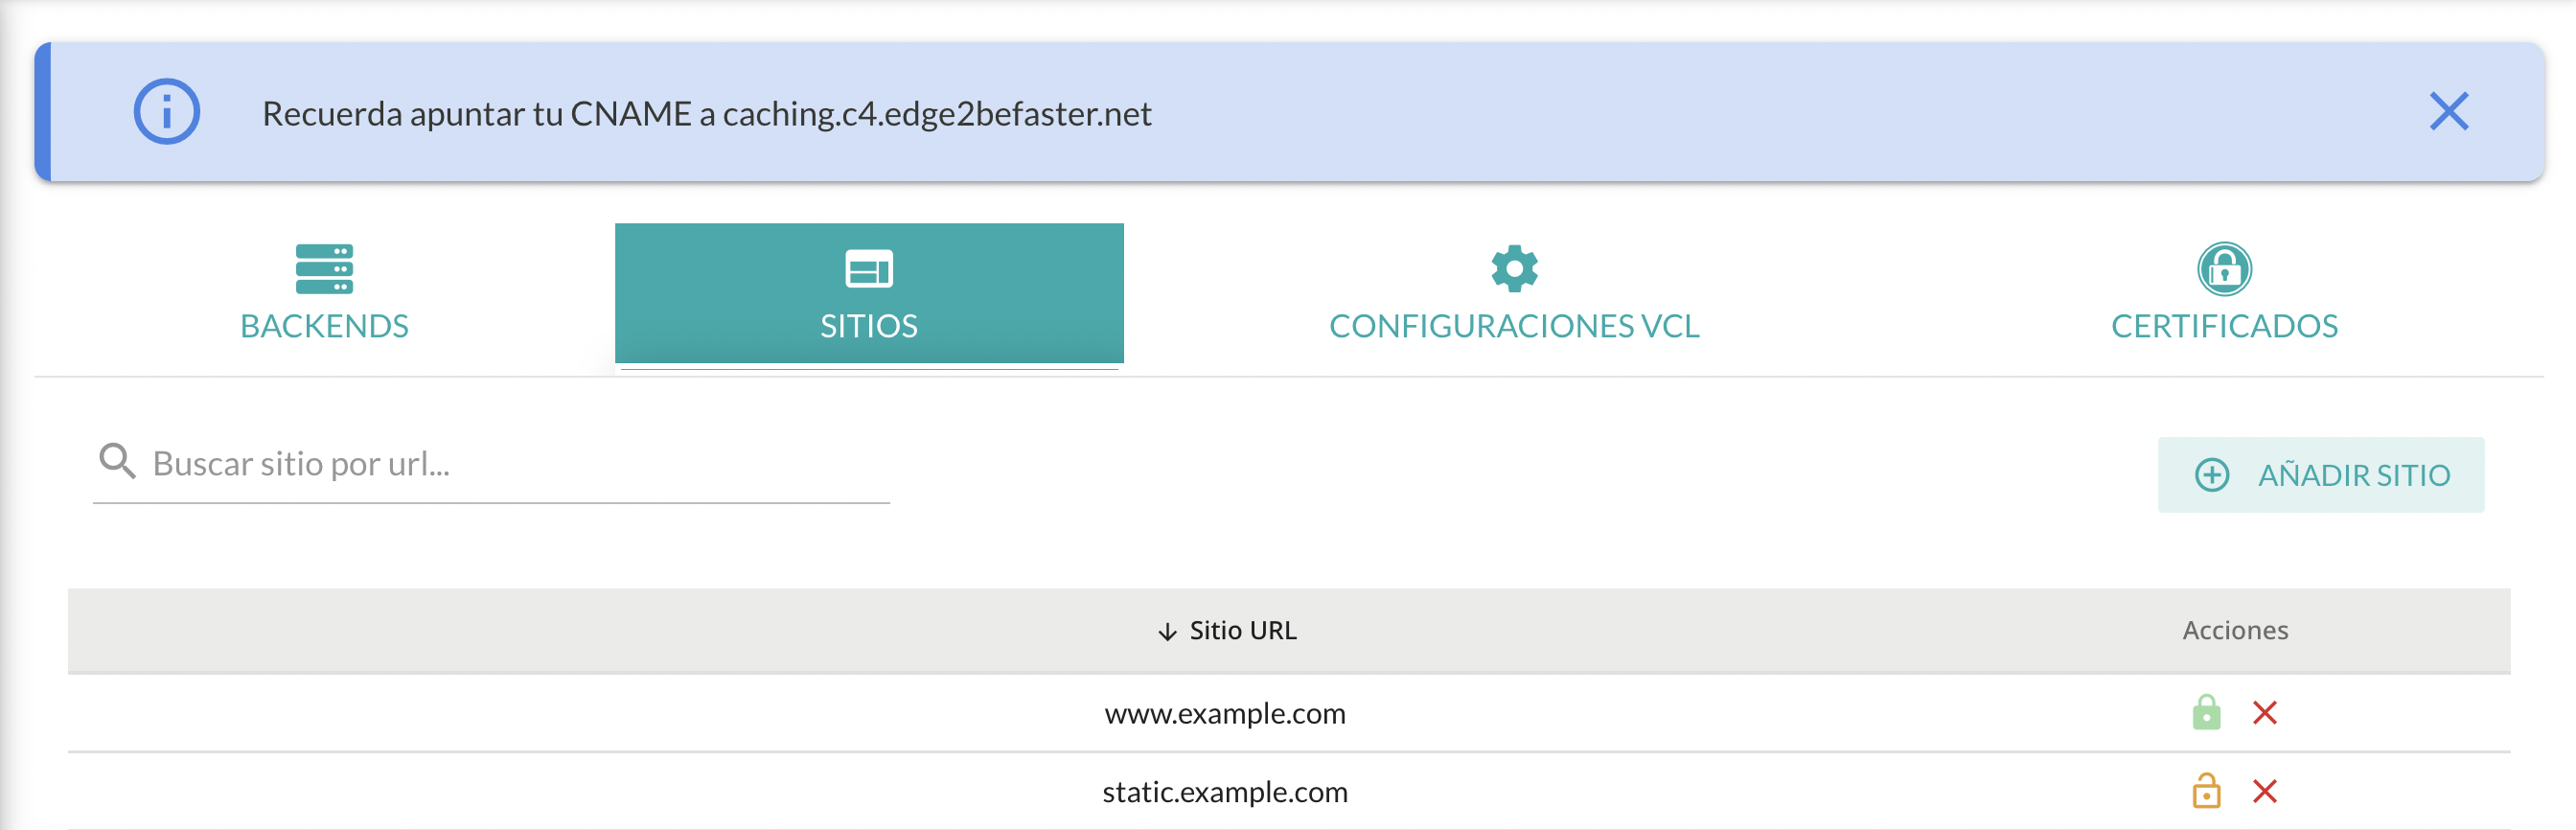 Recuerda apuntar tu CNAME a caching.c4.edge2befaster.net
BACKENDS
SITIOS
CONFIGURACIONES VCL
CERTIFICADOS
Buscar sitio por url...
AÑADIR SITIO
Sitio URL
Acciones
www.example.com
static.example.com